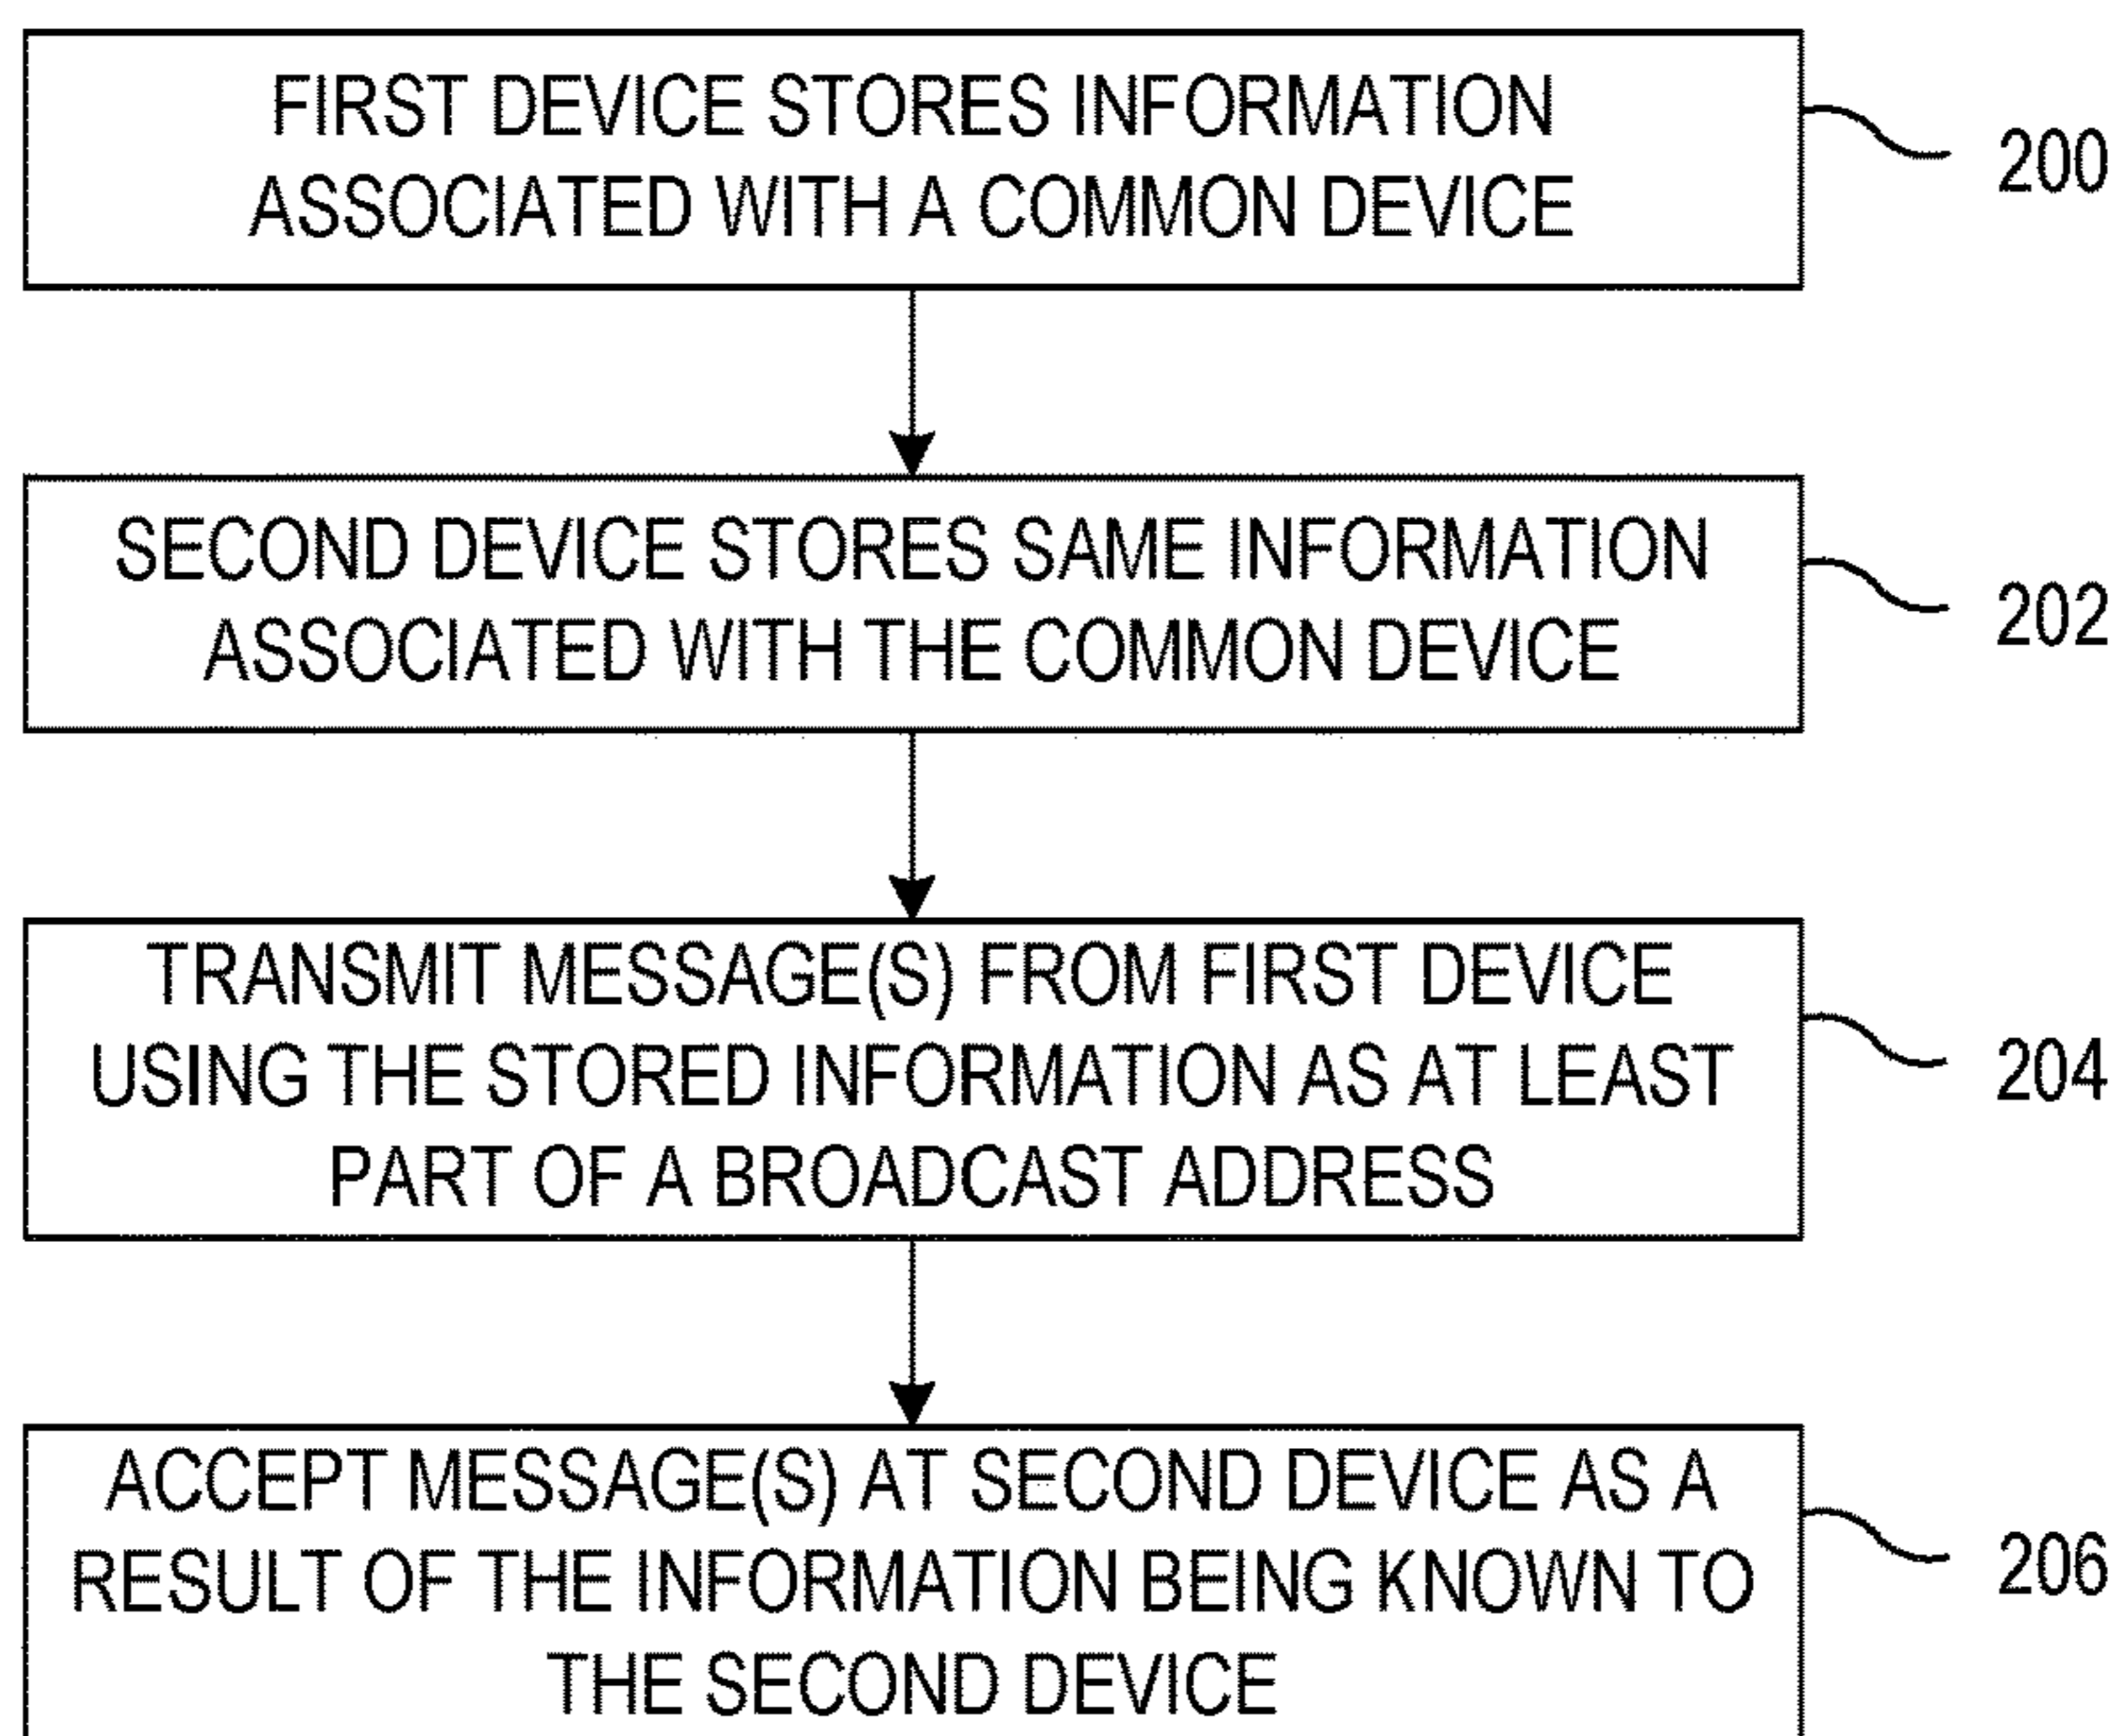 FIRST DEVICE STORES INFORMATION
ASSOCIATED WITH A COMMON DEVICE
200
SECOND DEVICE STORES SAME INFORMATION
ASSOCIATED WITH THE COMMON DEVICE
202
TRANSMIT MESSAGE(S) FROM FIRST DEVICE
USING THE STORED INFORMATION AS AT LEAST
PART OF A BROADCAST ADDRESS
204
ACCEPT MESSAGE(S) AT SECOND DEVICE AS A
RESULT OF THE INFORMATION BEING KNOWN TO
THE SECOND DEVICE
206